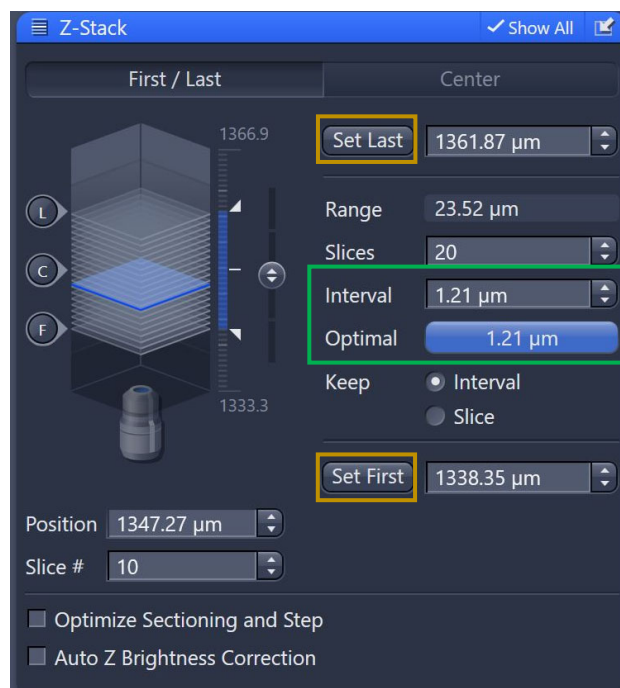 Z-Stack
Show All
First / Last
Center
1366.9
Set Last
1361.87 µm
Range
23.52 µm
Slices
20
L
C
F
Interval
1.21 µm
Optimal
1.21 µm
Keep
Interval
Slice
1333.3
Set First
1338.35 µm
Position
1347.27 µm
Slice #
10
Optimize Sectioning and Step
Auto Z Brightness Correction